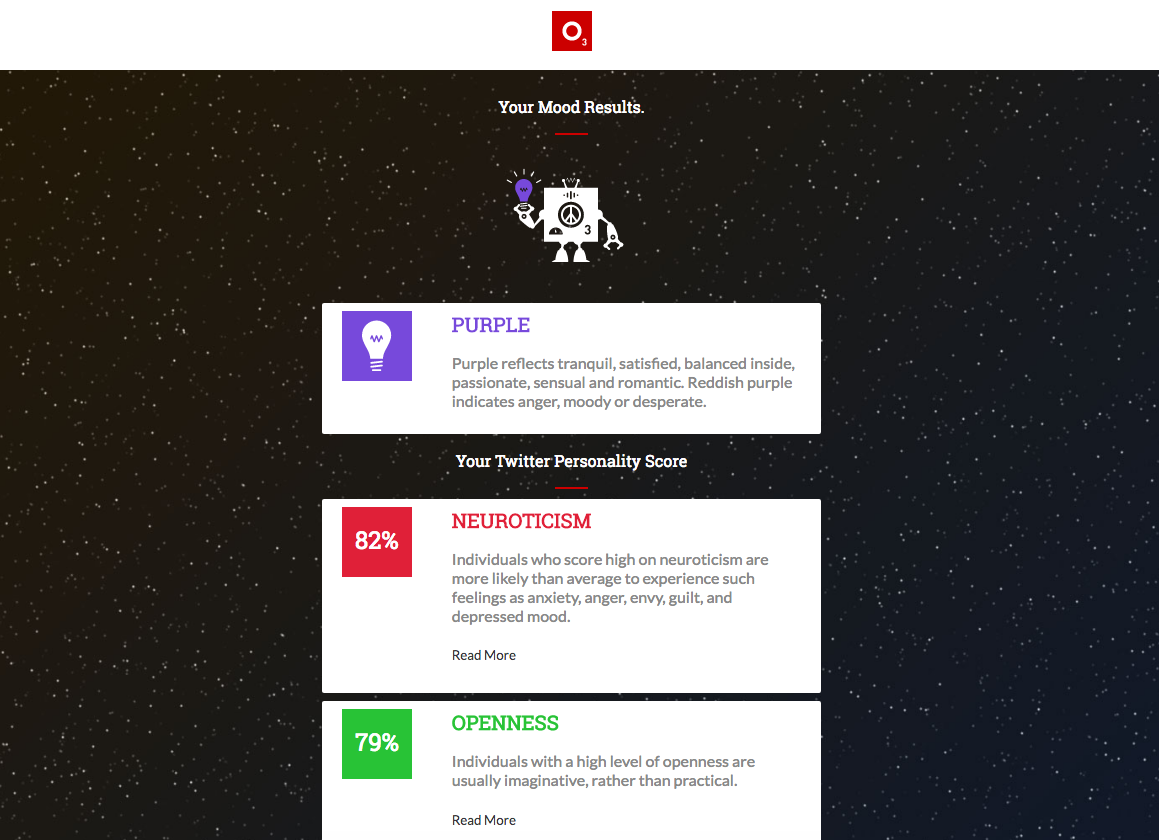 O3
Your Mood Results.
3
PURPLE
Purple reflects tranquil, satisfied, balanced inside,
passionate, sensual and romantic. Reddish purple
indicates anger, moody or desperate.
Your Twitter Personality Score
82%
NEUROTICISM
Individuals who score high on neuroticism are
more likely than average to experience such
feelings as anxiety, anger, envy, guilt, and
depressed mood.
Read More
79%
OPENNESS
Individuals with a high level of openness are
usually imaginative, rather than practical.
Read More